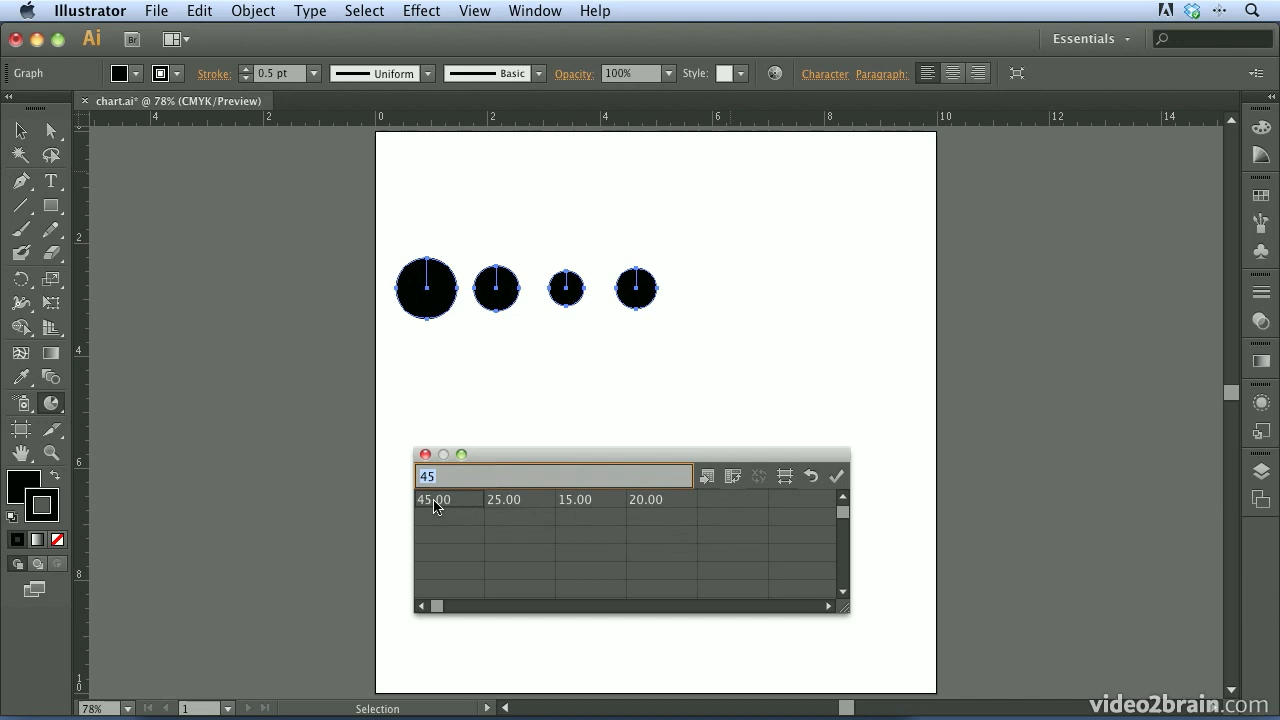 Illustrator File Edit Object Type Select Effect View Window Help
Ai Br Essentials
Graph Stroke: 0.5 pt Uniform Basic Opacity: 100% Style: Character Paragraph:
chart.ai* @ 78% (CMYK/Preview)
4 2 0 2 4 6 8 10 12 14
2
4
6
8
10
45
45.00 25.00 15.00 20.00
78% 1 Selection
video2brain.com